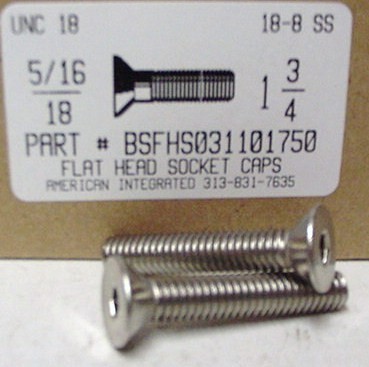 UNC 18 18-8 SS
5/16 18 1 3/4
PART # BSFHS031101750
FLAT HEAD SOCKET CAPS
AMERICAN INTEGRATED 313-831-7635